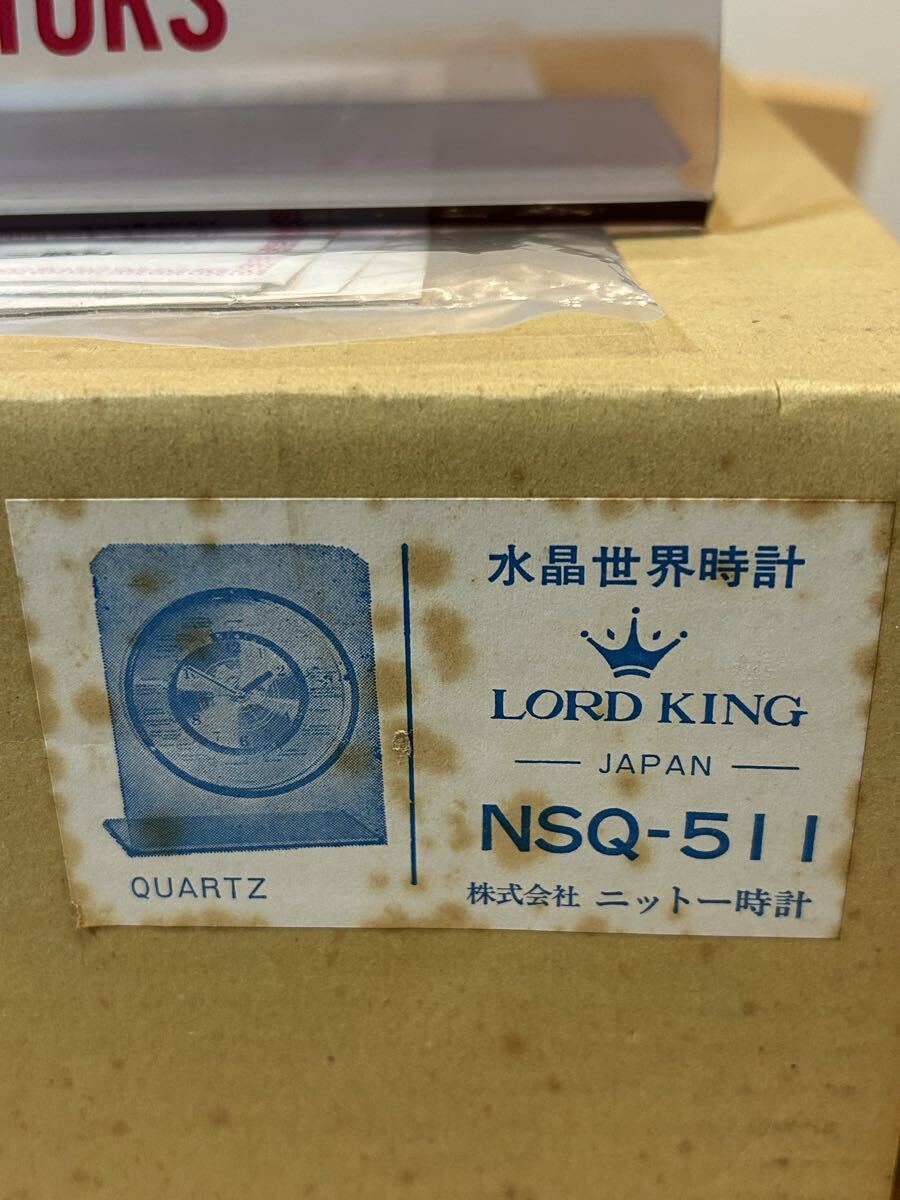 水晶世界時計
LORD KING
JAPAN
NSQ-511
株式会社 ニットー時計
QUARTZ